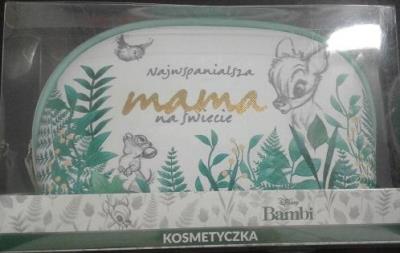 Najwspanialsza
mama
na świecie
Disney
Bambi
KOSMETYCZKA